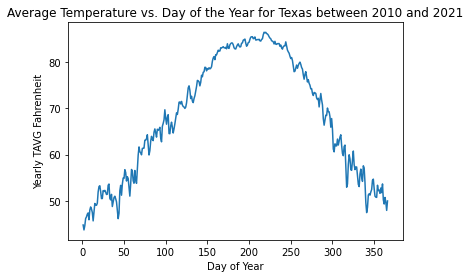 Average Temperature vs. Day of the Year for Texas between 2010 and 2021
Yearly TAVG Fahrenheit
80
70
60
50
0 50 100 150 200 250 300 350
Day of Year